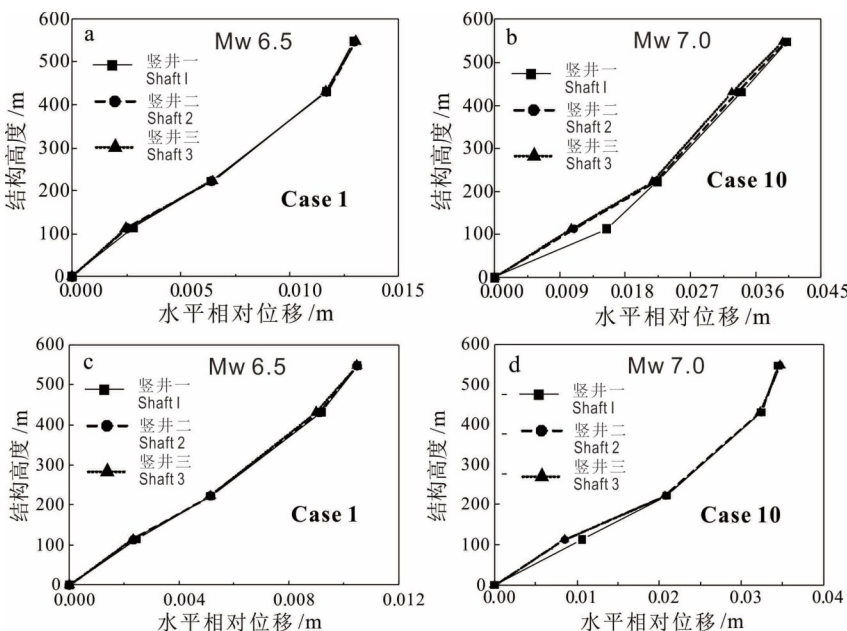 a
Mw 6.5
竖井一
Shaft I
竖井二
Shaft 2
竖井三
Shaft 3
Case 1
结构高度/m
600
500
400
300
200
100
0
0.000 0.005 0.010 0.015
水平相对位移/m
b
Mw 7.0
竖井一
Shaft I
竖井二
Shaft 2
竖井三
Shaft 3
Case 10
结构高度/m
600
500
400
300
200
100
0
0.000 0.009 0.018 0.027 0.036 0.045
水平相对位移/m
c
Mw 6.5
竖井一
Shaft I
竖井二
Shaft 2
竖井三
Shaft 3
Case 1
结构高度/m
600
500
400
300
200
100
0
0.000 0.004 0.008 0.012
水平相对位移/m
d
Mw 7.0
竖井一
Shaft I
竖井二
Shaft 2
竖井三
Shaft 3
Case 10
结构高度/m
600
500
400
300
200
100
0
0.00 0.01 0.02 0.03 0.04
水平相对位移/m